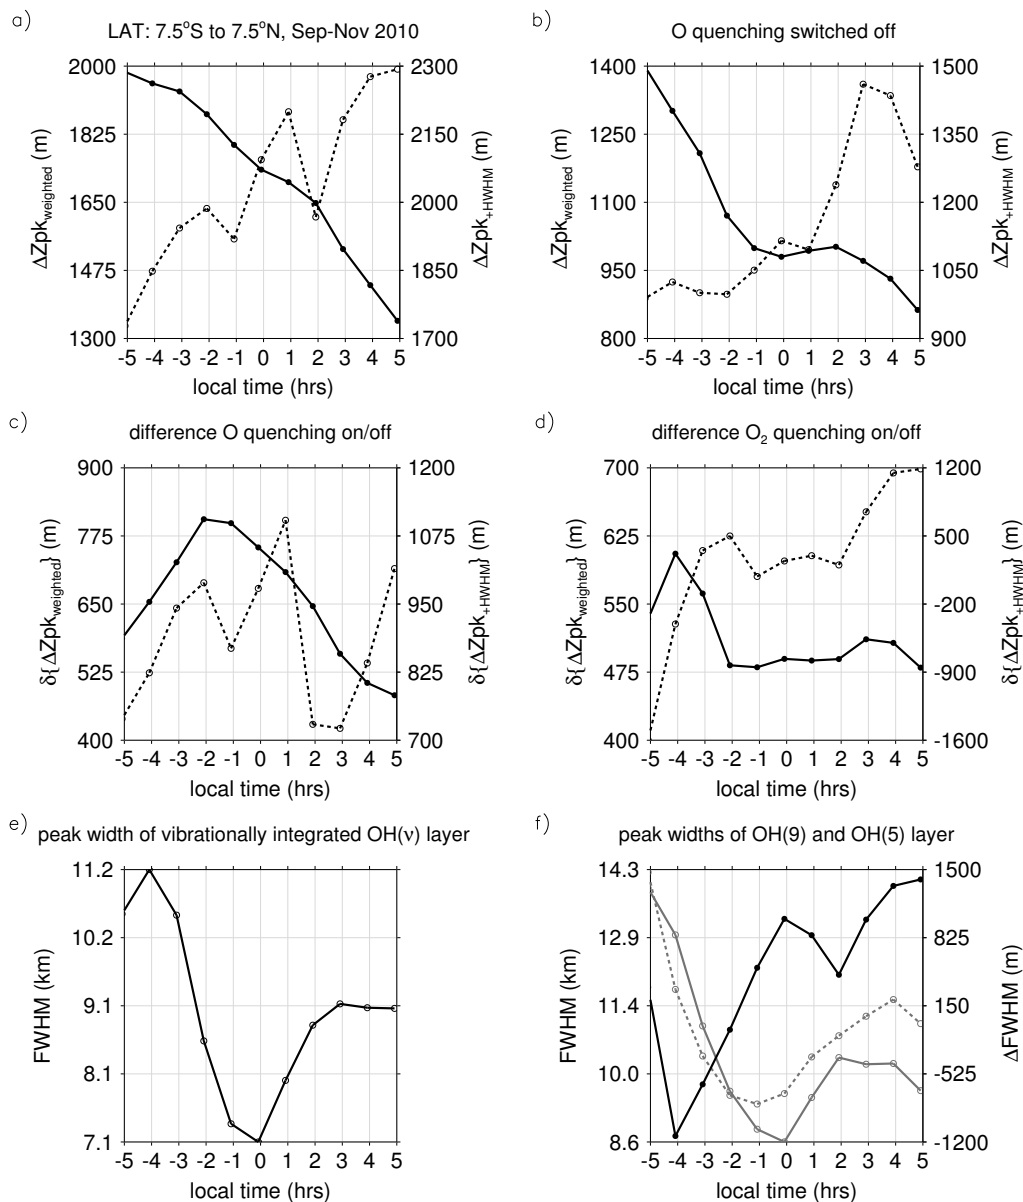 a)
LAT: 7.5°S to 7.5°N, Sep-Nov 2010
2000
1825
1650
1475
1300
ΔZpk_weighted (m)
2300
2150
2000
1850
1700
ΔZpk_+HWHM (m)
-5 -4 -3 -2 -1 0 1 2 3 4 5
local time (hrs)
b)
O quenching switched off
1400
1250
1100
950
800
ΔZpk_weighted (m)
1500
1350
1200
1050
900
ΔZpk_+HWHM (m)
-5 -4 -3 -2 -1 0 1 2 3 4 5
local time (hrs)
c)
difference O quenching on/off
900
775
650
525
400
δ{ΔZpk_weighted} (m)
1200
1075
950
825
700
δ{ΔZpk_+HWHM} (m)
-5 -4 -3 -2 -1 0 1 2 3 4 5
local time (hrs)
d)
difference O₂ quenching on/off
700
625
550
475
400
δ{ΔZpk_weighted} (m)
1200
500
-200
-900
-1600
δ{ΔZpk_+HWHM} (m)
-5 -4 -3 -2 -1 0 1 2 3 4 5
local time (hrs)
e)
peak width of vibrationally integrated OH(ν) layer
11.2
10.2
9.1
8.1
7.1
FWHM (km)
-5 -4 -3 -2 -1 0 1 2 3 4 5
local time (hrs)
f)
peak widths of OH(9) and OH(5) layer
14.3
12.9
11.4
10.0
8.6
FWHM (km)
1500
825
150
-525
-1200
ΔFWHM (m)
-5 -4 -3 -2 -1 0 1 2 3 4 5
local time (hrs)